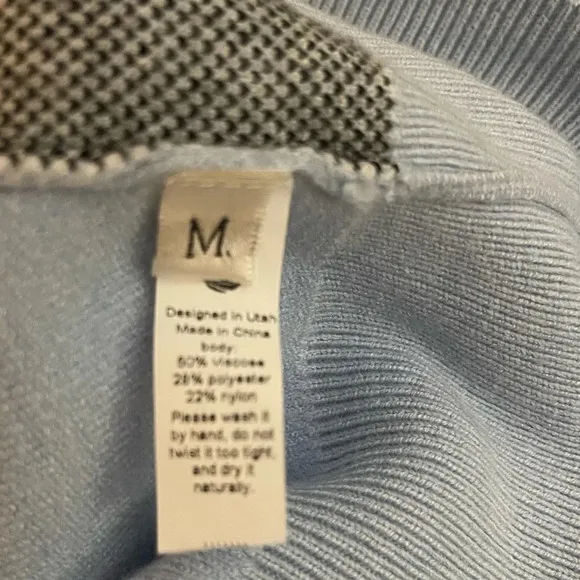 M.
Designed in Utah
Made in China
body:
50% Viscose
28% polyester
22% nylon
Please wash it
by hand, do not
twist it too tight,
and dry it
naturally.